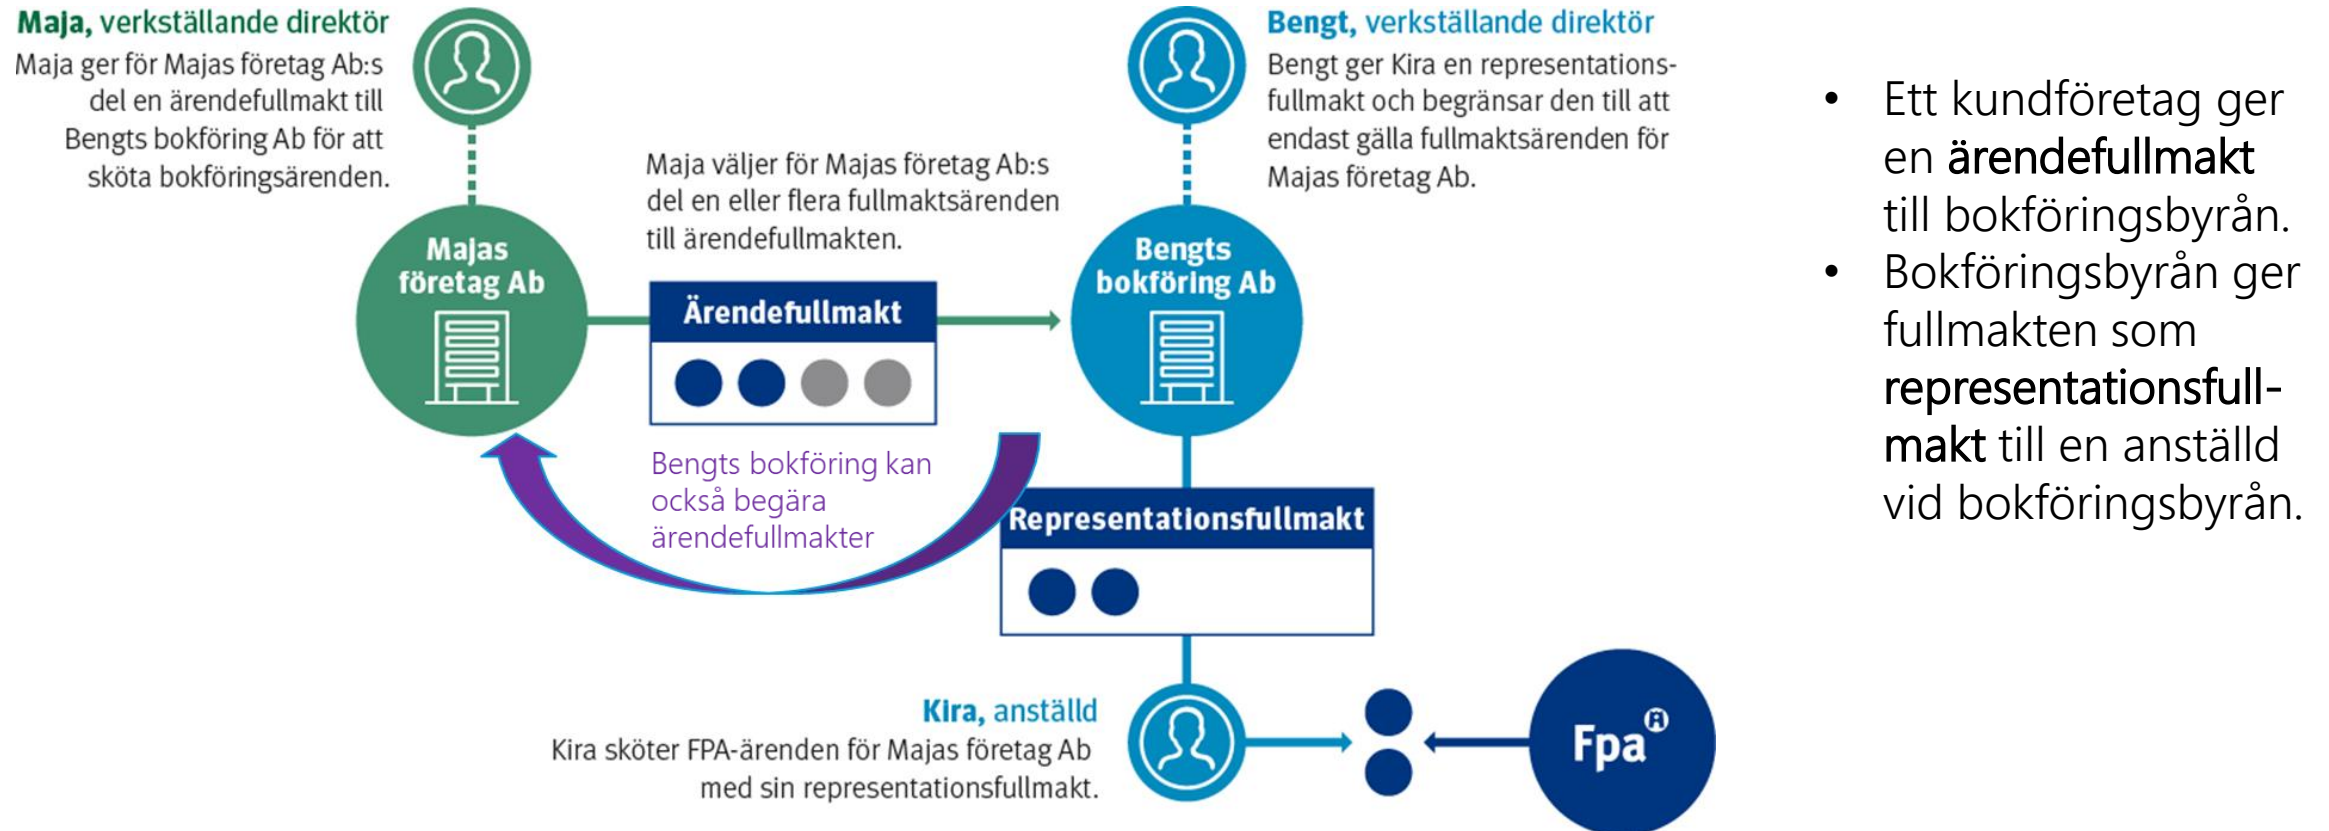 Maja, verkställande direktör
Maja ger för Majas företag Ab:s
del en ärendefullmakt till
Bengts bokföring Ab för att
sköta bokföringsärenden.
Majas
företag Ab
Maja väljer för Majas företag Ab:s
del en eller flera fullmaktsärenden
till ärendefullmakten.
Ärendefullmakt
Bengts bokföring kan
också begära
ärendefullmakter
Bengt, verkställande direktör
Bengt ger Kira en representations-
fullmakt och begränsar den till att
endast gälla fullmaktsärenden för
Majas företag Ab.
Bengts
bokföring Ab
Representationsfullmakt
Kira, anställd
Kira sköter FPA-ärenden för Majas företag Ab
med sin representationsfullmakt.
Fpa
• Ett kundföretag ger
en ärendefullmakt
till bokföringsbyrån.
• Bokföringsbyrån ger
fullmakten som
representationsfull-
makt till en anställd
vid bokföringsbyrån.